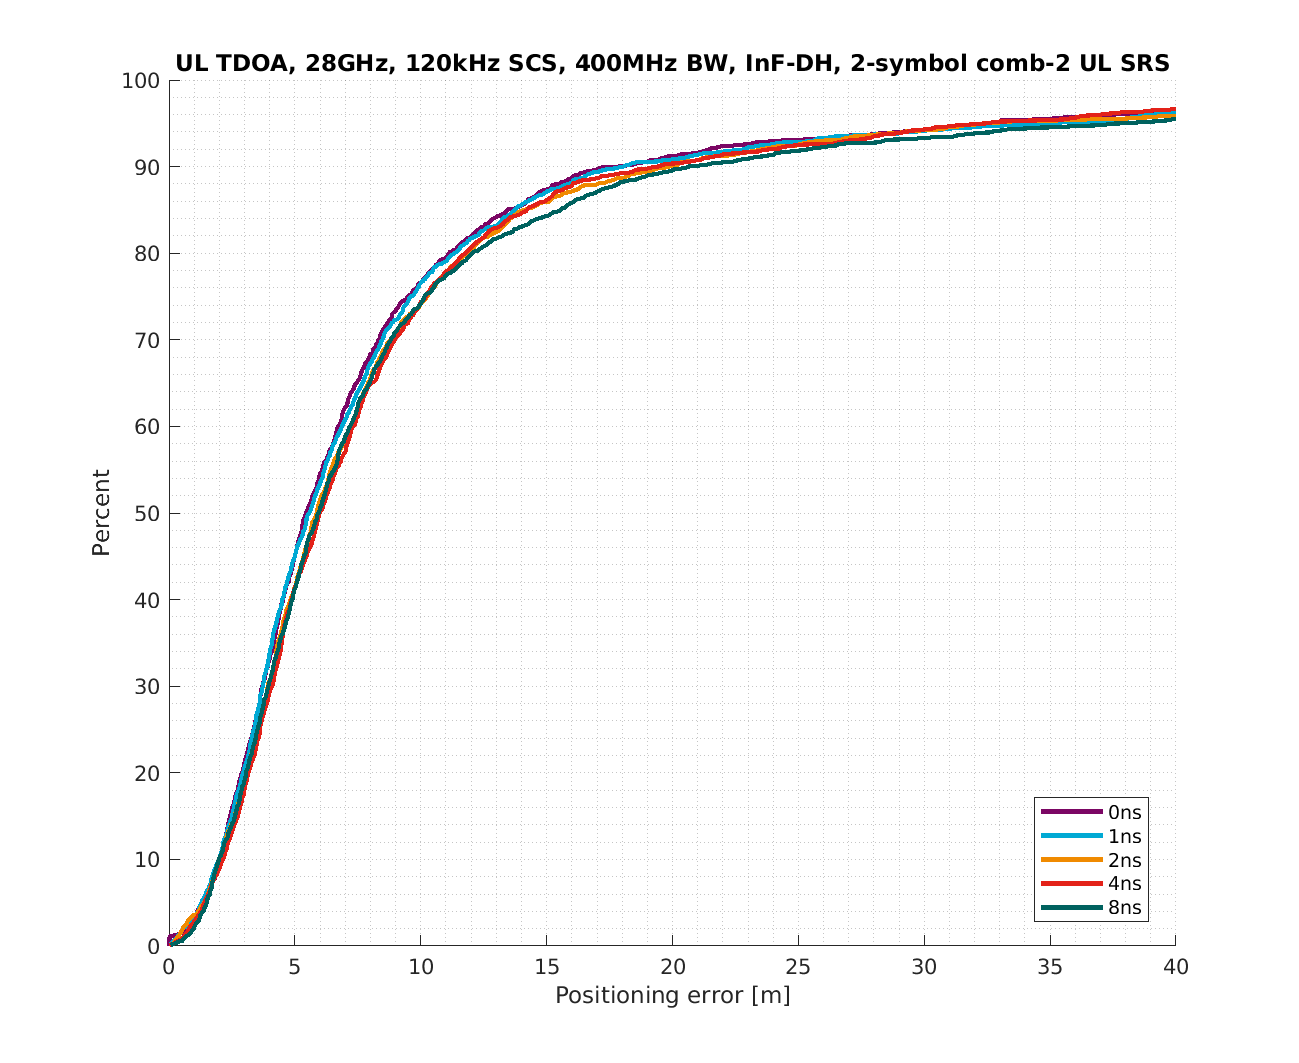 UL TDOA, 28GHz, 120kHz SCS, 400MHz BW, InF-DH, 2-symbol comb-2 UL SRS
100
90
80
70
60
50
40
30
20
10
0
Percent
0ns
1ns
2ns
4ns
8ns
0 5 10 15 20 25 30 35 40
Positioning error [m]